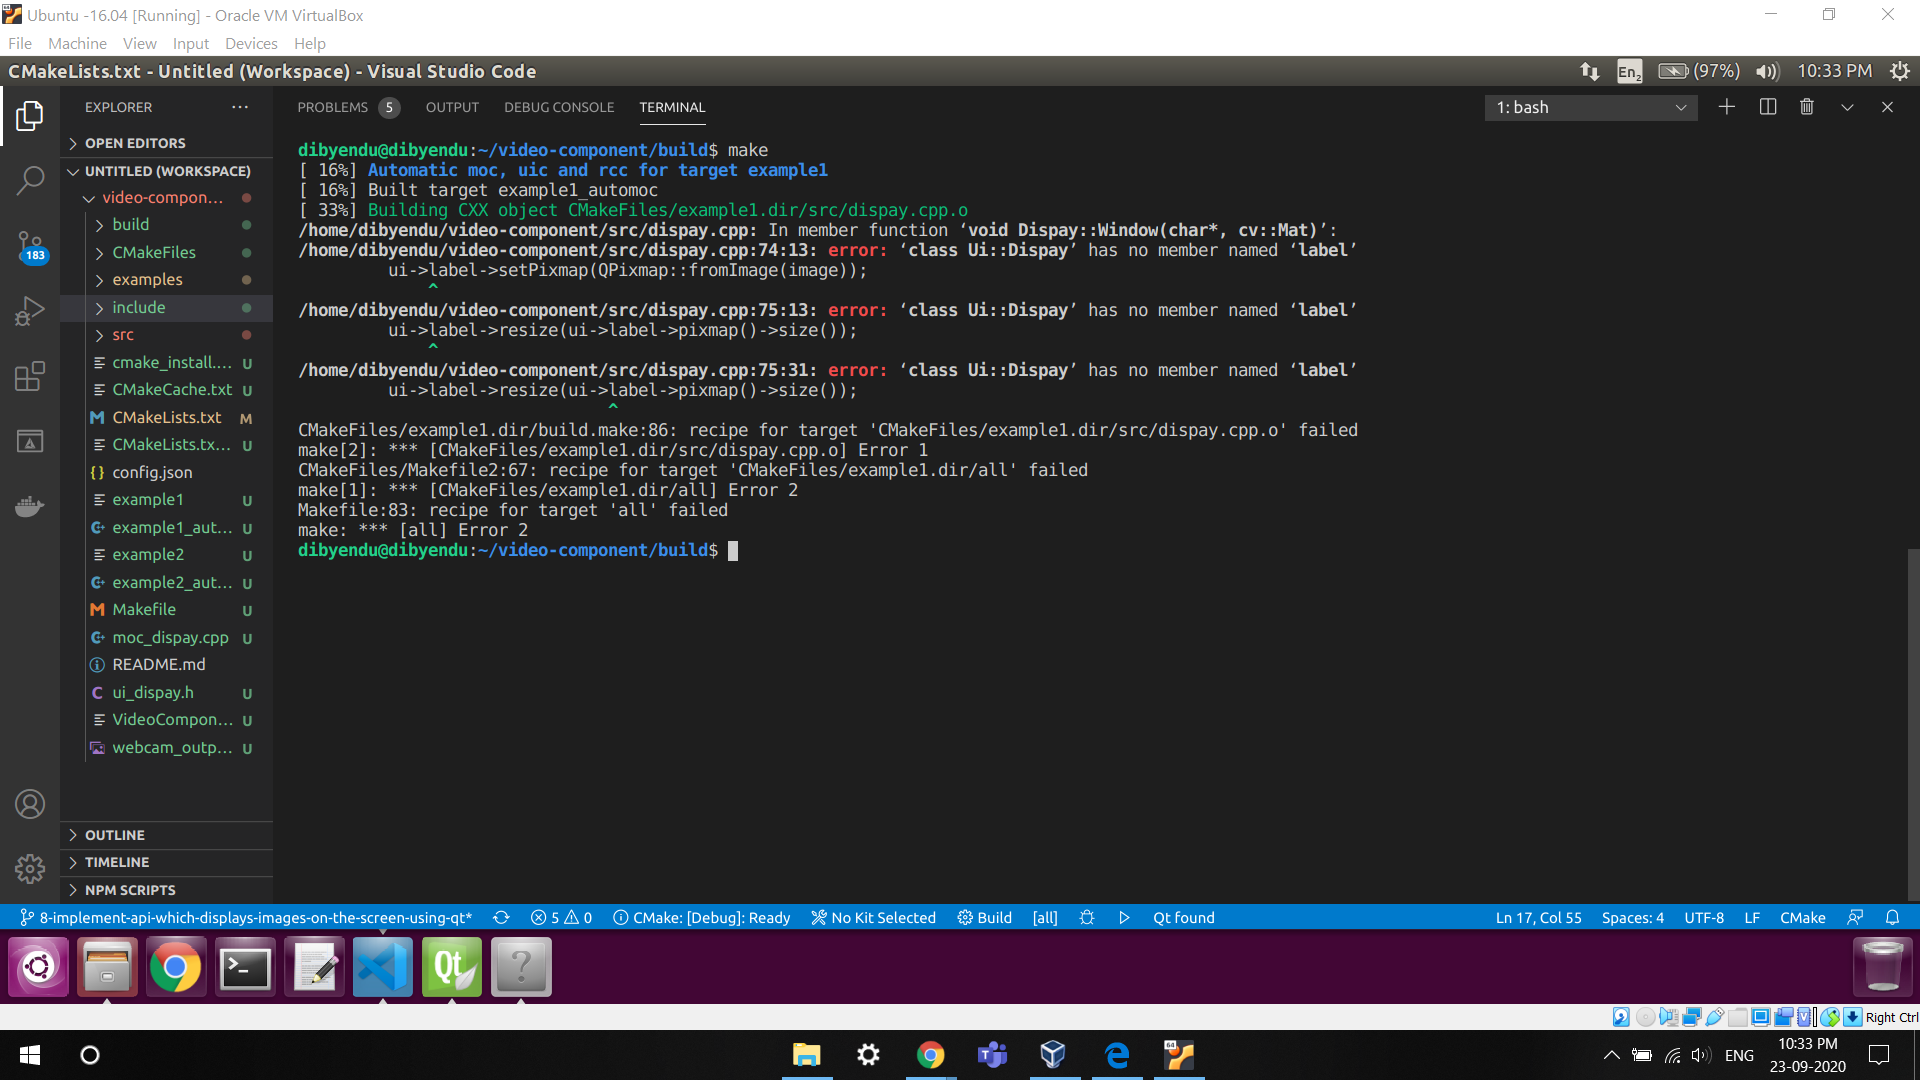 Ubuntu -16.04 [Running] - Oracle VM VirtualBox
File Machine View Input Devices Help
CMakeLists.txt - Untitled (Workspace) - Visual Studio Code
En2 (97%) 10:33 PM
EXPLORER
PROBLEMS 5 OUTPUT DEBUG CONSOLE TERMINAL
1: bash
OPEN EDITORS
UNTITLED (WORKSPACE)
video-compon...
build
CMakeFiles
examples
include
src
cmake_install.... U
CMakeCache.txt U
CMakeLists.txt M
CMakeLists.tx... U
config.json
example1 U
example1_aut... U
example2 U
example2_aut... U
Makefile U
moc_dispay.cpp U
README.md
ui_dispay.h U
VideoCompon... U
webcam_outp... U
OUTLINE
TIMELINE
NPM SCRIPTS
183
dibyendu@dibyendu:~/video-component/build$ make
[ 16%] Automatic moc, uic and rcc for target example1
[ 16%] Built target example1_automoc
[ 33%] Building CXX object CMakeFiles/example1.dir/src/dispay.cpp.o
/home/dibyendu/video-component/src/dispay.cpp: In member function ‘void Dispay::Window(char*, cv::Mat)’:
/home/dibyendu/video-component/src/dispay.cpp:74:13: error: ‘class Ui::Dispay’ has no member named ‘label’
ui->label->setPixmap(QPixmap::fromImage(image));
^
/home/dibyendu/video-component/src/dispay.cpp:75:13: error: ‘class Ui::Dispay’ has no member named ‘label’
ui->label->resize(ui->label->pixmap()->size());
^
/home/dibyendu/video-component/src/dispay.cpp:75:31: error: ‘class Ui::Dispay’ has no member named ‘label’
ui->label->resize(ui->label->pixmap()->size());
^
CMakeFiles/example1.dir/build.make:86: recipe for target 'CMakeFiles/example1.dir/src/dispay.cpp.o' failed
make[2]: *** [CMakeFiles/example1.dir/src/dispay.cpp.o] Error 1
CMakeFiles/Makefile2:67: recipe for target 'CMakeFiles/example1.dir/all' failed
make[1]: *** [CMakeFiles/example1.dir/all] Error 2
Makefile:83: recipe for target 'all' failed
make: *** [all] Error 2
dibyendu@dibyendu:~/video-component/build$
8-implement-api-which-displays-images-on-the-screen-using-qt* 5 0 CMake: [Debug]: Ready No Kit Selected Build [all] Qt found Ln 17, Col 55 Spaces: 4 UTF-8 LF CMake
Qt
Right Ctrl
ENG
10:33 PM
23-09-2020